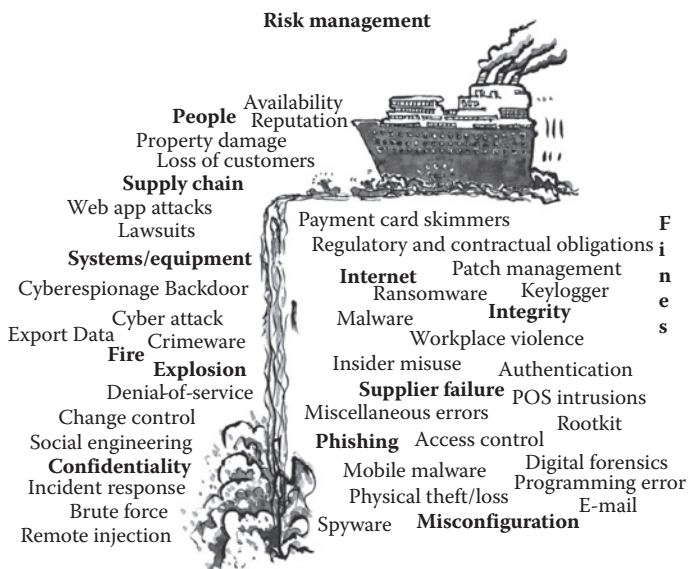 Risk management
Availability
People
Reputation
Property damage
Loss of customers
Supply chain
Web app attacks
Lawsuits
Systems/equipment
Cyberespionage Backdoor
Cyber attack
Export Data
Crimeware
Fire
Explosion
Denial-of-service
Change control
Social engineering
Confidentiality
Incident response
Brute force
Remote injection
Payment card skimmers
Regulatory and contractual obligations
Fines
Internet
Patch management
Ransomware
Keylogger
Malware
Integrity
Workplace violence
Insider misuse
Authentication
Supplier failure
POS intrusions
Miscellaneous errors
Rootkit
Phishing
Access control
Mobile malware
Digital forensics
Programming error
Physical theft/loss
E-mail
Spyware
Misconfiguration